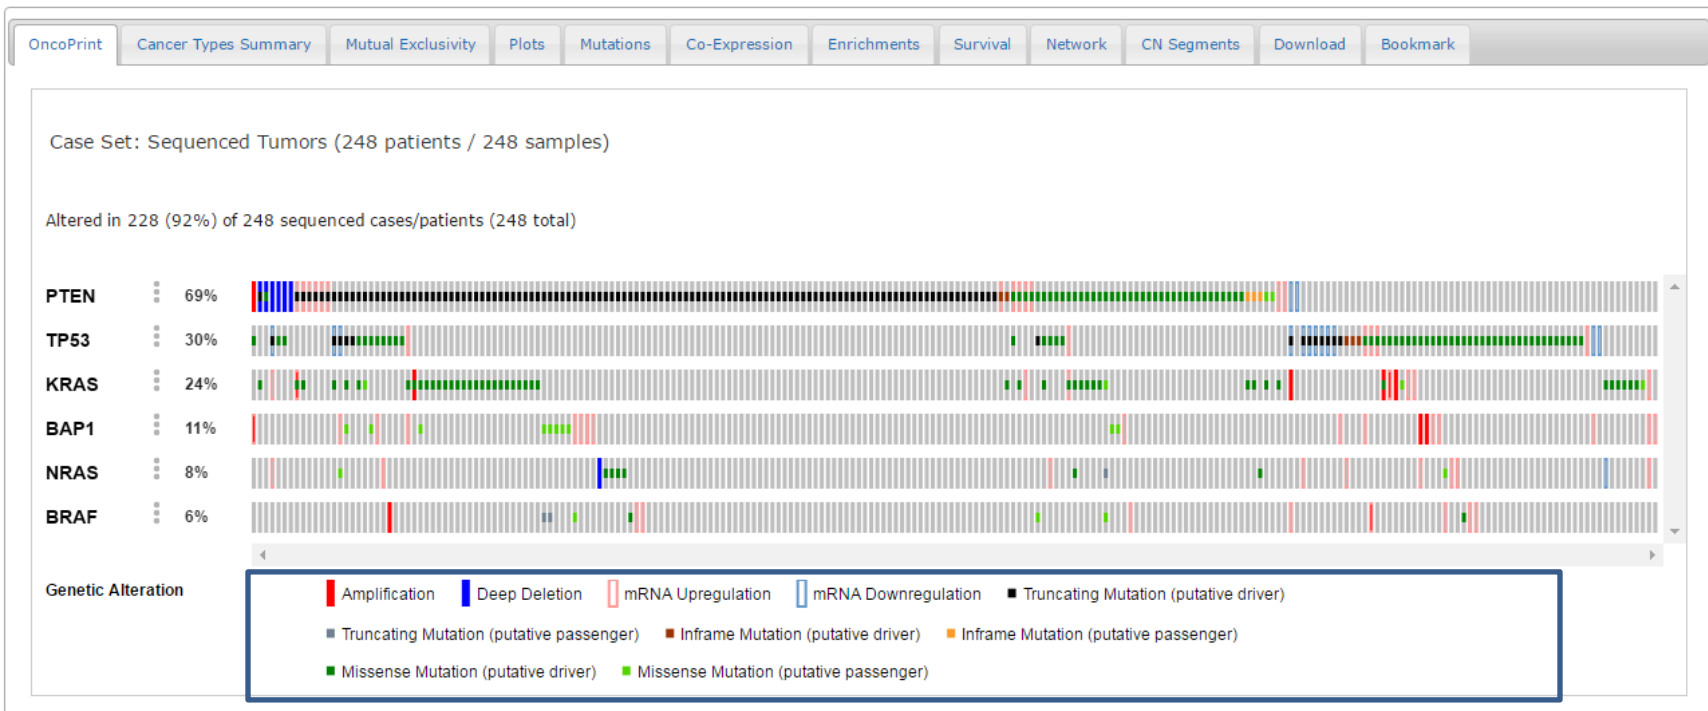 OncoPrint Cancer Types Summary Mutual Exclusivity Plots Mutations Co-Expression Enrichments Survival Network CN Segments Download Bookmark
Case Set: Sequenced Tumors (248 patients / 248 samples)
Altered in 228 (92%) of 248 sequenced cases/patients (248 total)
PTEN 69%
TP53 30%
KRAS 24%
BAP1 11%
NRAS 8%
BRAF 6%
Genetic Alteration Amplification Deep Deletion mRNA Upregulation mRNA Downregulation Truncating Mutation (putative driver)
Truncating Mutation (putative passenger) Inframe Mutation (putative driver) Inframe Mutation (putative passenger)
Missense Mutation (putative driver) Missense Mutation (putative passenger)